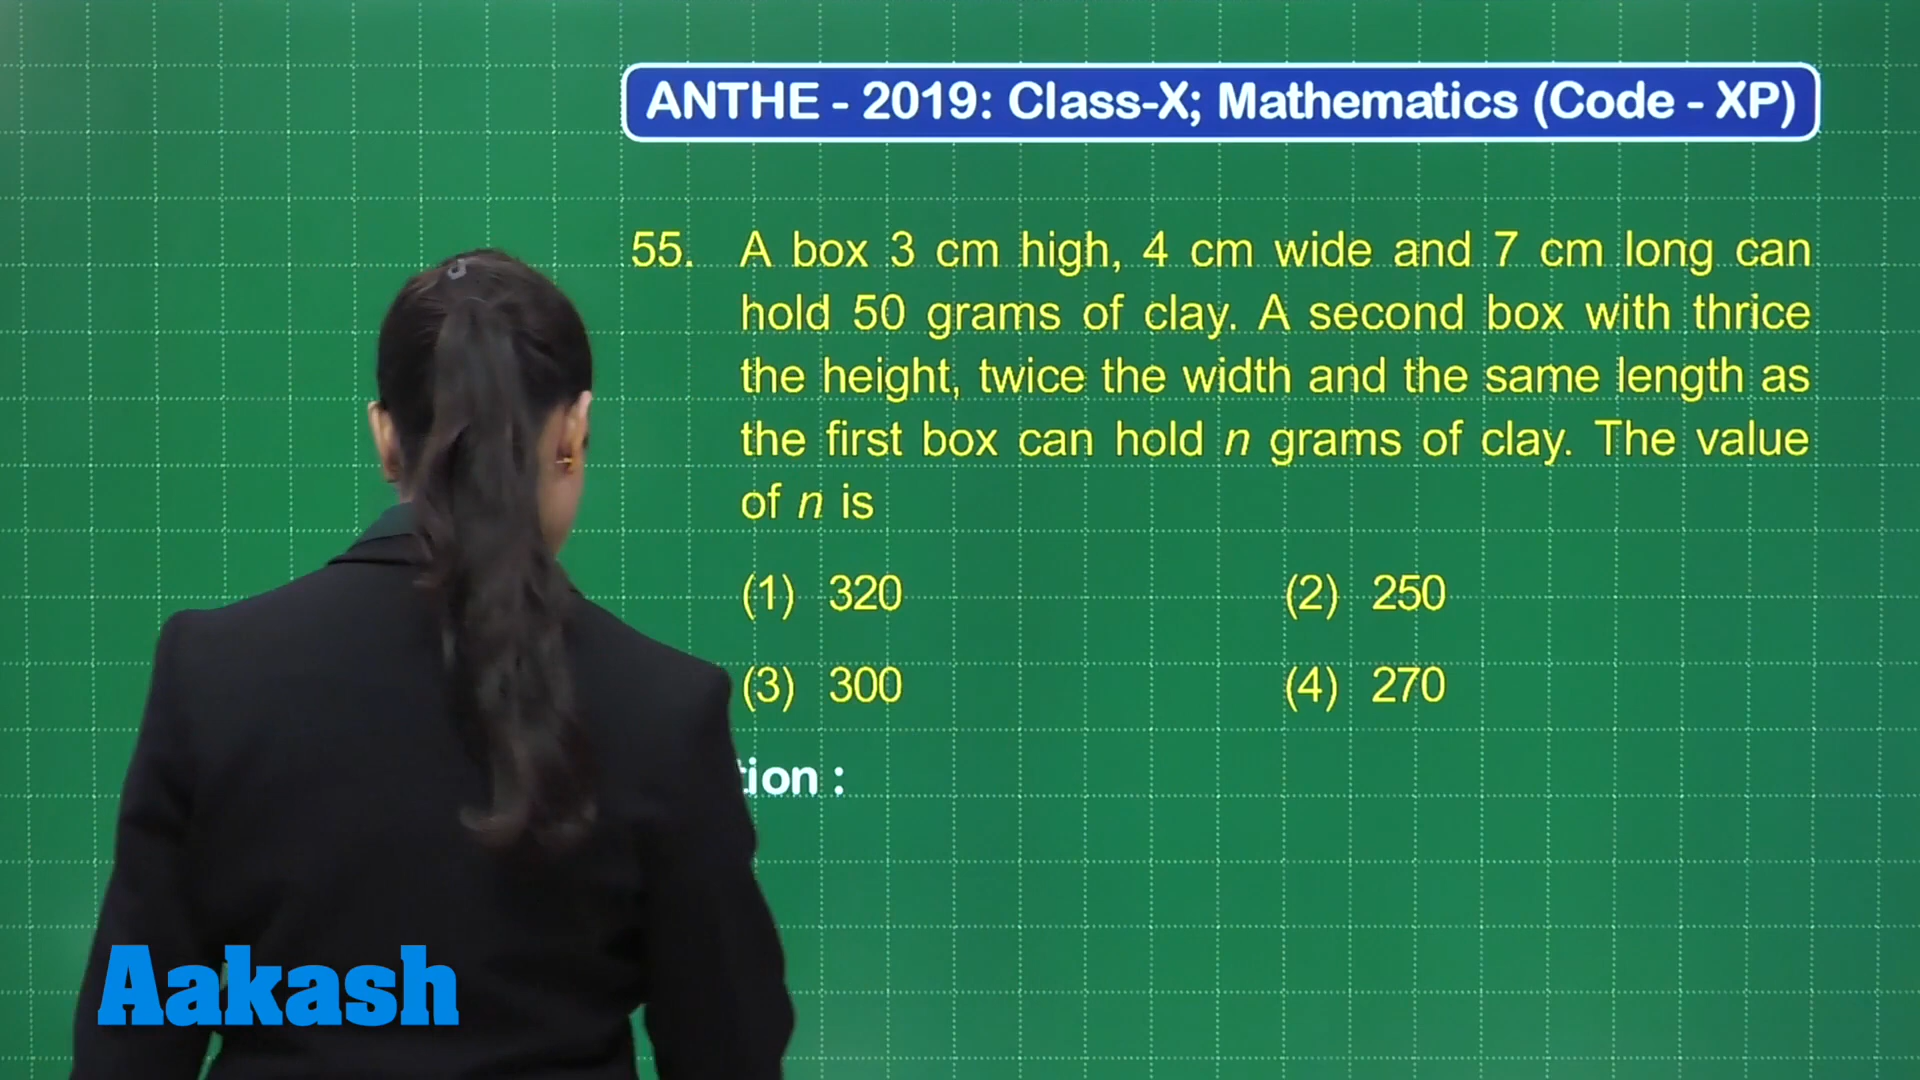 ANTHE - 2019: Class-X; Mathematics (Code - XP)
55. A box 3 cm high, 4 cm wide and 7 cm long can
hold 50 grams of clay. A second box with thrice
the height, twice the width and the same length as
the first box can hold n grams of clay. The value
of n is
(1) 320 (2) 250
(3) 300 (4) 270
tion :
Aakash